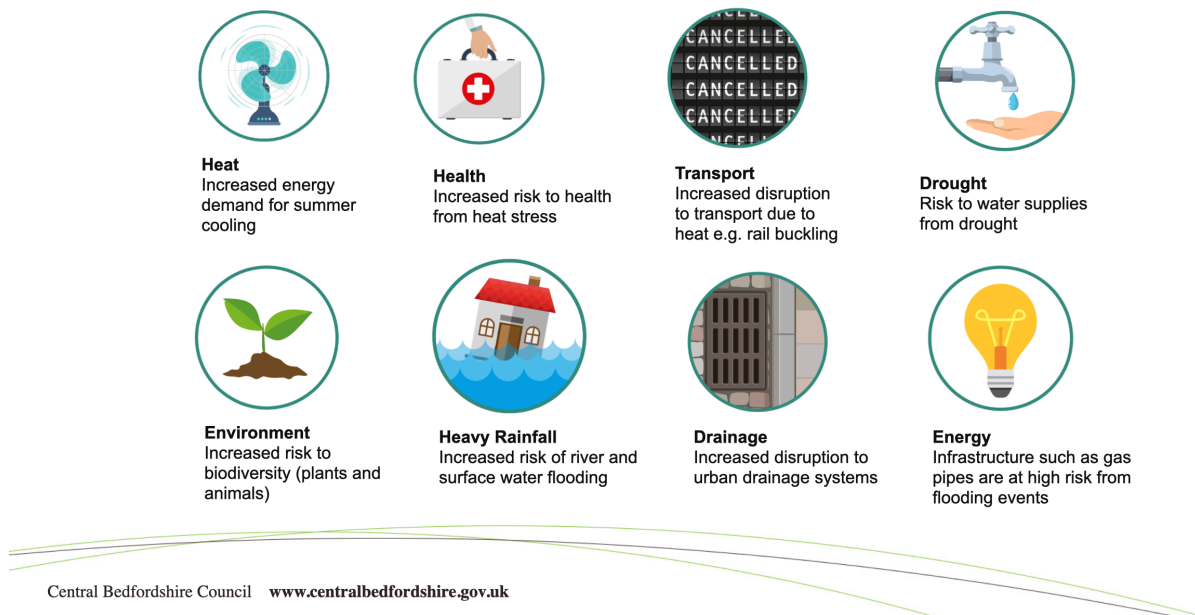 CANCELLED
CANCELLED
CANCELLED
CANCELLED
Heat
Increased energy
demand for summer
cooling
Health
Increased risk to health
from heat stress
Transport
Increased disruption
to transport due to
heat e.g. rail buckling
Drought
Risk to water supplies
from drought
Environment
Increased risk to
biodiversity (plants and
animals)
Heavy Rainfall
Increased risk of river and
surface water flooding
Drainage
Increased disruption to
urban drainage systems
Energy
Infrastructure such as gas
pipes are at high risk from
flooding events
Central Bedfordshire Council www.centralbedfordshire.gov.uk